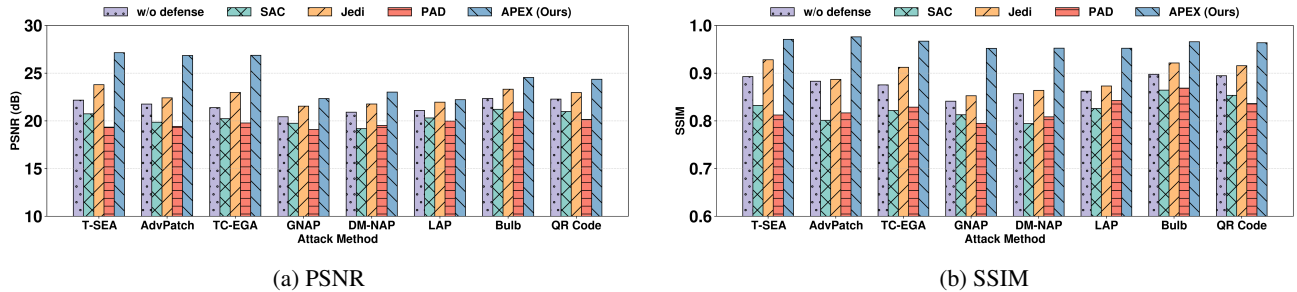 w/o defense SAC Jedi PAD APEX (Ours)
30
25
20
15
10
PSNR (dB)
T-SEA AdvPatch TC-EGA GNAP DM-NAP LAP Bulb QR Code
Attack Method
(a) PSNR
w/o defense SAC Jedi PAD APEX (Ours)
1.0
0.9
0.8
0.7
0.6
SSIM
T-SEA AdvPatch TC-EGA GNAP DM-NAP LAP Bulb QR Code
Attack Method
(b) SSIM